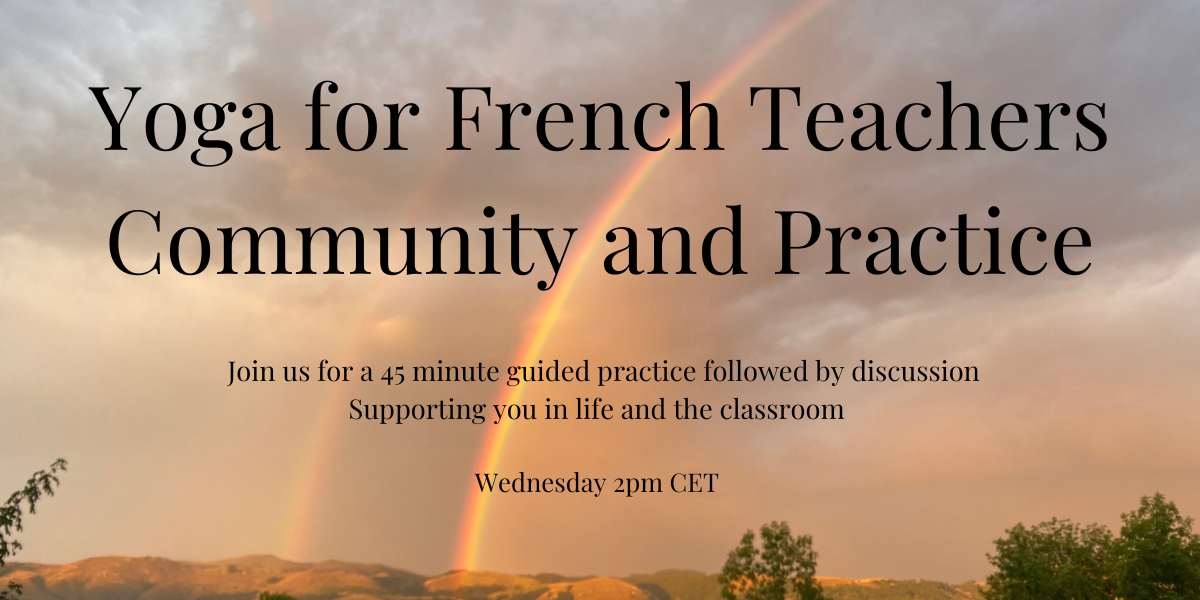 Yoga for French Teachers
Community and Practice
Join us for a 45 minute guided practice followed by discussion
Supporting you in life and the classroom
Wednesday 2pm CET